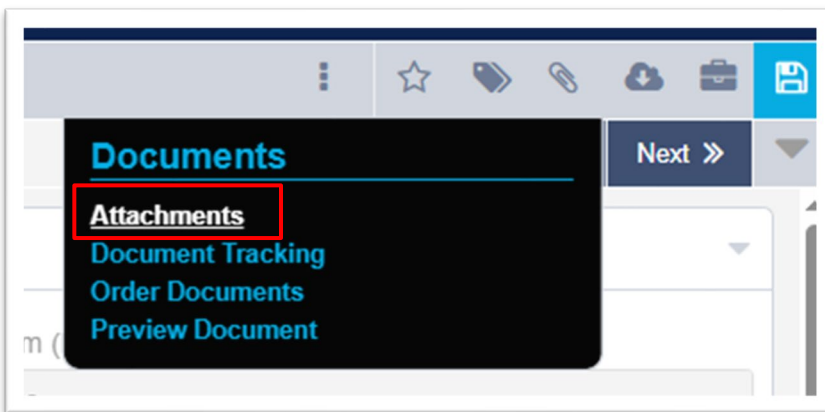 Documents
Next »
Attachments
Document Tracking
Order Documents
Preview Document
m (